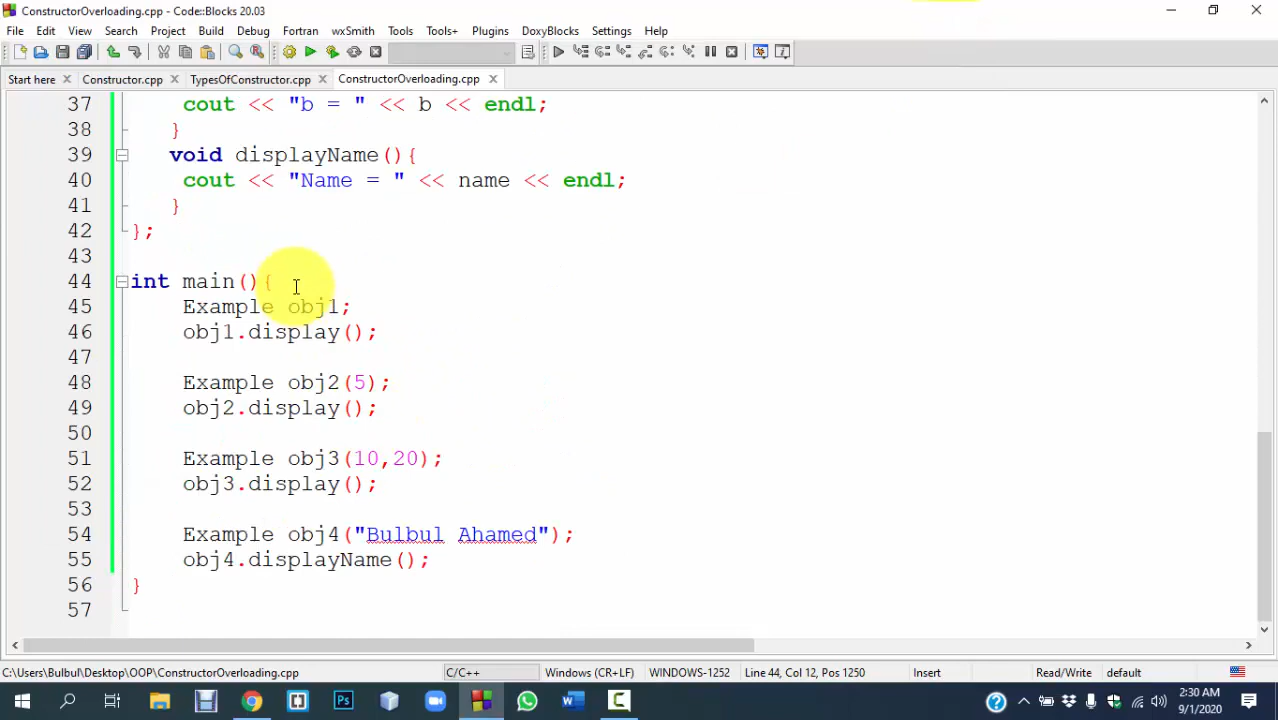 ConstructorOverloading.cpp - Code::Blocks 20.03
File Edit View Search Project Build Debug Fortran wxSmith Tools Tools+ Plugins DoxyBlocks Settings Help
Start here Constructor.cpp TypesOfConstructor.cpp ConstructorOverloading.cpp
37 cout << "b = " << b << endl;
38 }
39 void displayName(){
40 cout << "Name = " << name << endl;
41 }
42 };
43
44 int main(){
45 Example obj1;
46 obj1.display();
47
48 Example obj2(5);
49 obj2.display();
50
51 Example obj3(10,20);
52 obj3.display();
53
54 Example obj4("Bulbul Ahamed");
55 obj4.displayName();
56 }
57
C:\Users\Bulbul\Desktop\OOP\ConstructorOverloading.cpp C/C++ Windows (CR+LF) WINDOWS-1252 Line 44, Col 12, Pos 1250 Insert Read/Write default
2:30 AM
9/1/2020